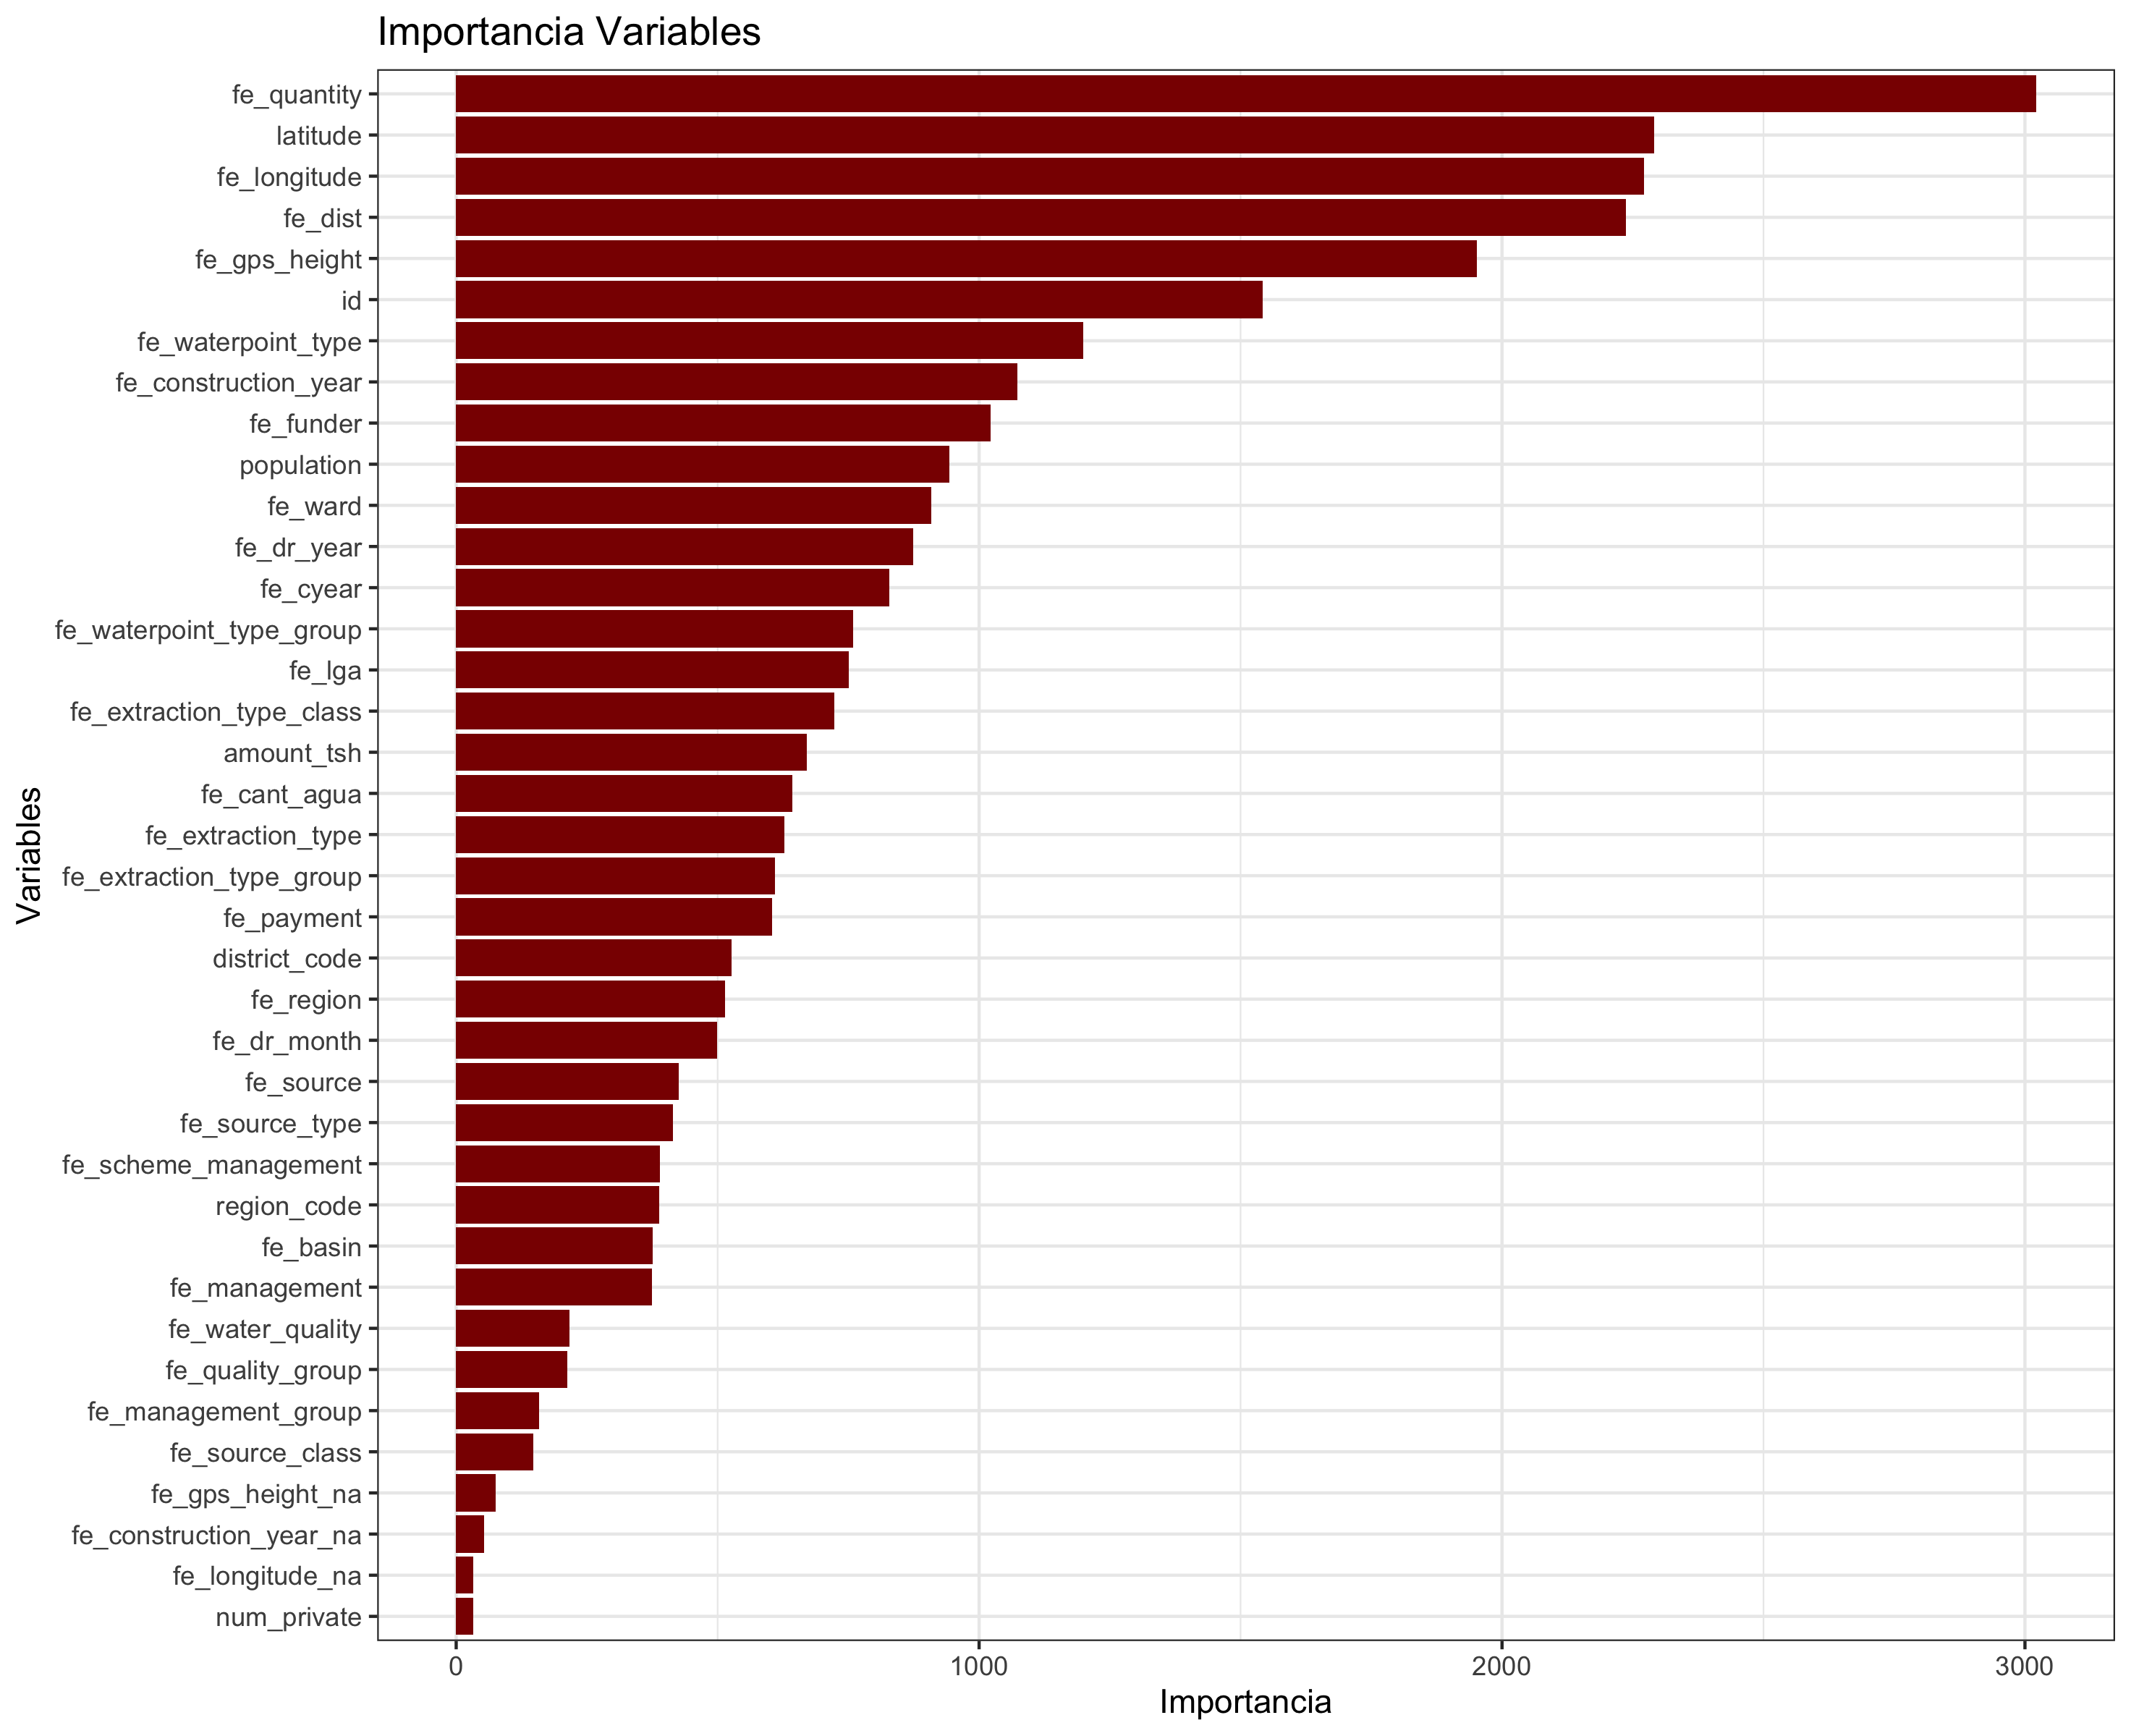 Importancia Variables
fe_quantity
latitude
fe_longitude
fe_dist
fe_gps_height
id
fe_waterpoint_type
fe_construction_year
fe_funder
population
fe_ward
fe_dr_year
fe_cyear
fe_waterpoint_type_group
fe_lga
fe_extraction_type_class
amount_tsh
fe_cant_agua
fe_extraction_type
fe_extraction_type_group
fe_payment
district_code
fe_region
fe_dr_month
fe_source
fe_source_type
fe_scheme_management
region_code
fe_basin
fe_management
fe_water_quality
fe_quality_group
fe_management_group
fe_source_class
fe_gps_height_na
fe_construction_year_na
fe_longitude_na
num_private
Variables
0 1000 2000 3000
Importancia